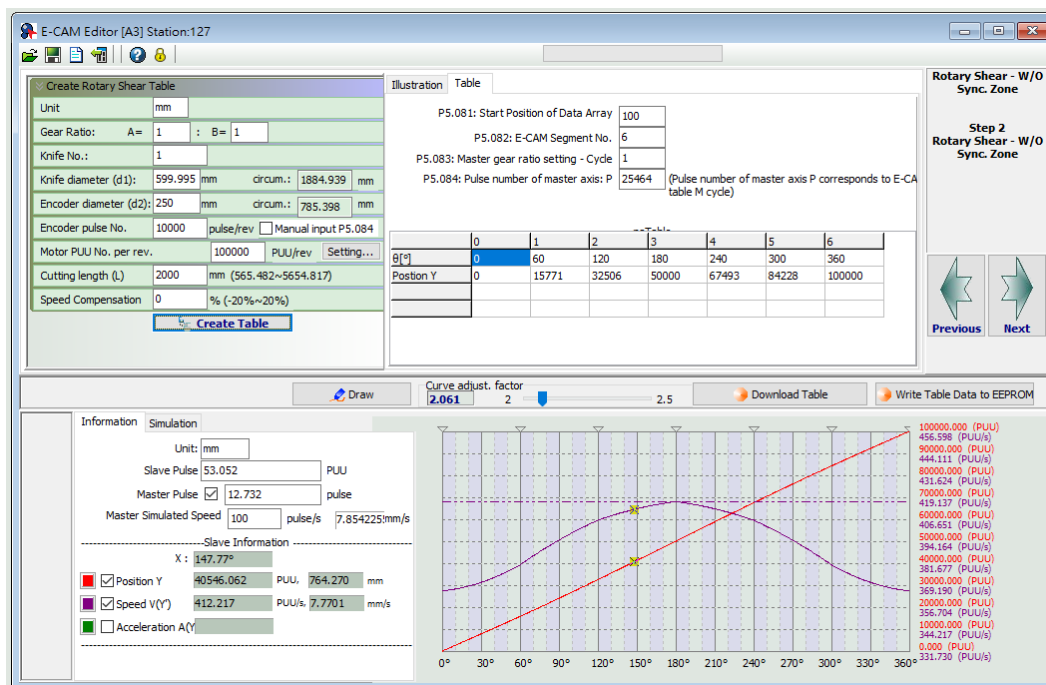 E-CAM Editor [A3] Station:127
Create Rotary Shear Table
Unit mm
Gear Ratio: A= 1 : B= 1
Knife No.: 1
Knife diameter (d1): 599.995 mm circum.: 1884.939 mm
Encoder diameter (d2): 250 mm circum.: 785.398 mm
Encoder pulse No. 10000 pulse/rev Manual input P5.084
Motor PUU No. per rev. 100000 PUU/rev Setting...
Cutting length (L) 2000 mm (565.482~5654.817)
Speed Compensation 0 % (-20%~20%)
Create Table
Illustration Table
P5.081: Start Position of Data Array 100
P5.082: E-CAM Segment No. 6
P5.083: Master gear ratio setting - Cycle 1
P5.084: Pulse number of master axis: P 25464 (Pulse number of master axis P corresponds to E-CA
table M cycle)
0 1 2 3 4 5 6
θ[°] 0 60 120 180 240 300 360
Postion Y 0 15771 32506 50000 67493 84228 100000
Rotary Shear - W/O
Sync. Zone
Step 2
Rotary Shear - W/O
Sync. Zone
Previous Next
Draw
Curve adjust. factor
2.061 2 2.5
Download Table
Write Table Data to EEPROM
Information Simulation
Unit: mm
Slave Pulse 53.052 PUU
Master Pulse 12.732 pulse
Master Simulated Speed 100 pulse/s 7.854225!mm/s
Slave Information
X : 147.77°
Position Y 40546.062 PUU, 764.270 mm
Speed V(Y') 412.217 PUU/s, 7.7701 mm/s
Acceleration A(Y
100000.000 (PUU)
456.598 (PUU/s)
90000.000 (PUU)
444.111 (PUU/s)
80000.000 (PUU)
431.624 (PUU/s)
70000.000 (PUU)
419.137 (PUU/s)
60000.000 (PUU)
406.651 (PUU/s)
50000.000 (PUU)
394.164 (PUU/s)
40000.000 (PUU)
381.677 (PUU/s)
30000.000 (PUU)
369.190 (PUU/s)
20000.000 (PUU)
356.704 (PUU/s)
10000.000 (PUU)
344.217 (PUU/s)
0.000 (PUU)
331.730 (PUU/s)
0° 30° 60° 90° 120° 150° 180° 210° 240° 270° 300° 330° 360°